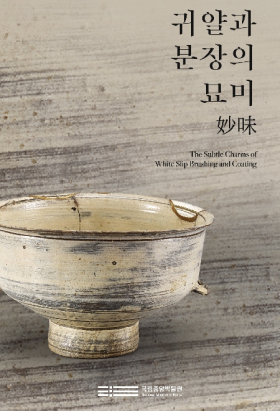 귀얄과
분장의
묘미
妙味
The Subtle Charms of
White Slip Brushing and Coating
국립중앙박물관